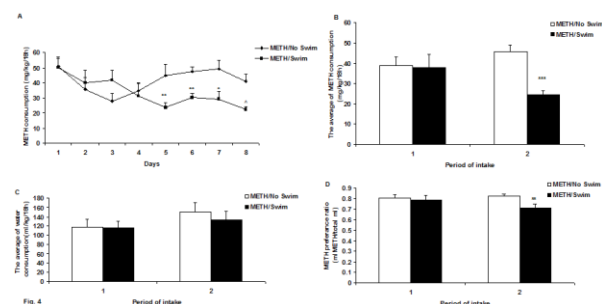 A
METH consumption (mg/kg/18h)
60
50
40
30
20
10
0
METH/No Swim
METH/Swim
**
**
*
*
1 2 3 4 5 6 7 8
Days
B
The average of METH consumption
(mg/kg/18h)
60
50
40
30
20
10
0
METH/No Swim
METH/Swim
***
1 2
Period of intake
C
The average of water
consumption(ml/kg/18h)
180
160
140
120
100
80
60
40
20
0
METH/No Swim
METH/Swim
1 2
Period of intake
D
METH preferance ratio
(ml METH/total ml)
0.9
0.8
0.7
0.6
0.5
0.4
0.3
0.2
0.1
0
METH/No Swim
METH/Swim
**
1 2
Period of intake
Fig. 4